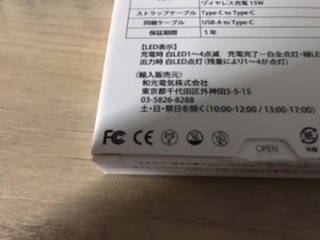 ワイヤレス充電 15W
ストラップケーブル Type-C to Type-C
同梱ケーブル USB-A to Type-C
保証期間 1 年
【LED表示】
充電時 白LED1〜4点滅 充電完了→白全点灯・緑LE
出力時 白LED点灯(残量により1〜4が点灯)
〈輸入販売元〉
和光電気株式会社
東京都千代田区外神田5-5-15
03-5826-8288
土・日・祭日を除く(10:00-12:00 / 13:00-17:00)
FC CE
OPEN